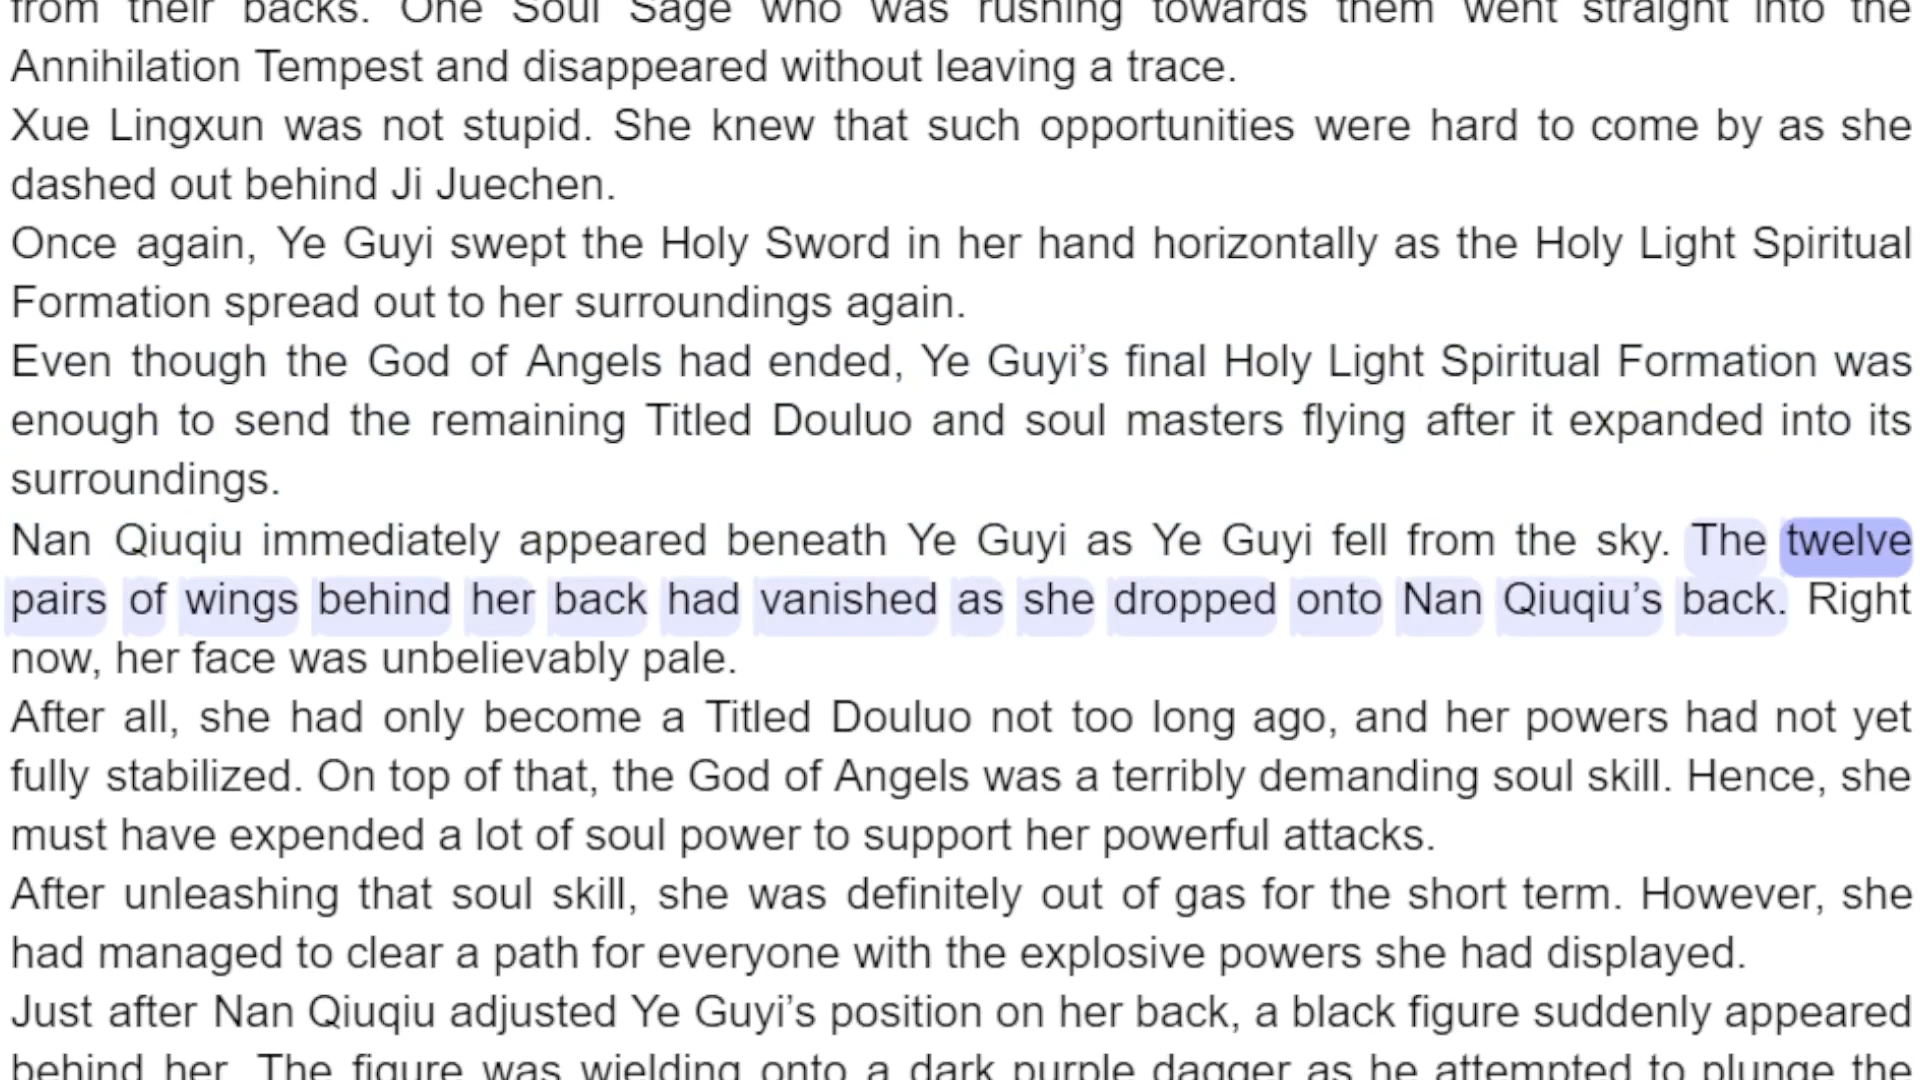 from their backs. One Soul Sage who was rushing towards them went straight into the
Annihilation Tempest and disappeared without leaving a trace.
Xue Lingxun was not stupid. She knew that such opportunities were hard to come by as she
dashed out behind Ji Juechen.
Once again, Ye Guyi swept the Holy Sword in her hand horizontally as the Holy Light Spiritual
Formation spread out to her surroundings again.
Even though the God of Angels had ended, Ye Guyi’s final Holy Light Spiritual Formation was
enough to send the remaining Titled Douluo and soul masters flying after it expanded into its
surroundings.
Nan Qiuqiu immediately appeared beneath Ye Guyi as Ye Guyi fell from the sky. The twelve
pairs of wings behind her back had vanished as she dropped onto Nan Qiuqiu’s back. Right
now, her face was unbelievably pale.
After all, she had only become a Titled Douluo not too long ago, and her powers had not yet
fully stabilized. On top of that, the God of Angels was a terribly demanding soul skill. Hence, she
must have expended a lot of soul power to support her powerful attacks.
After unleashing that soul skill, she was definitely out of gas for the short term. However, she
had managed to clear a path for everyone with the explosive powers she had displayed.
Just after Nan Qiuqiu adjusted Ye Guyi’s position on her back, a black figure suddenly appeared
behind her. The figure was wielding onto a dark purple dagger as he attempted to plunge the